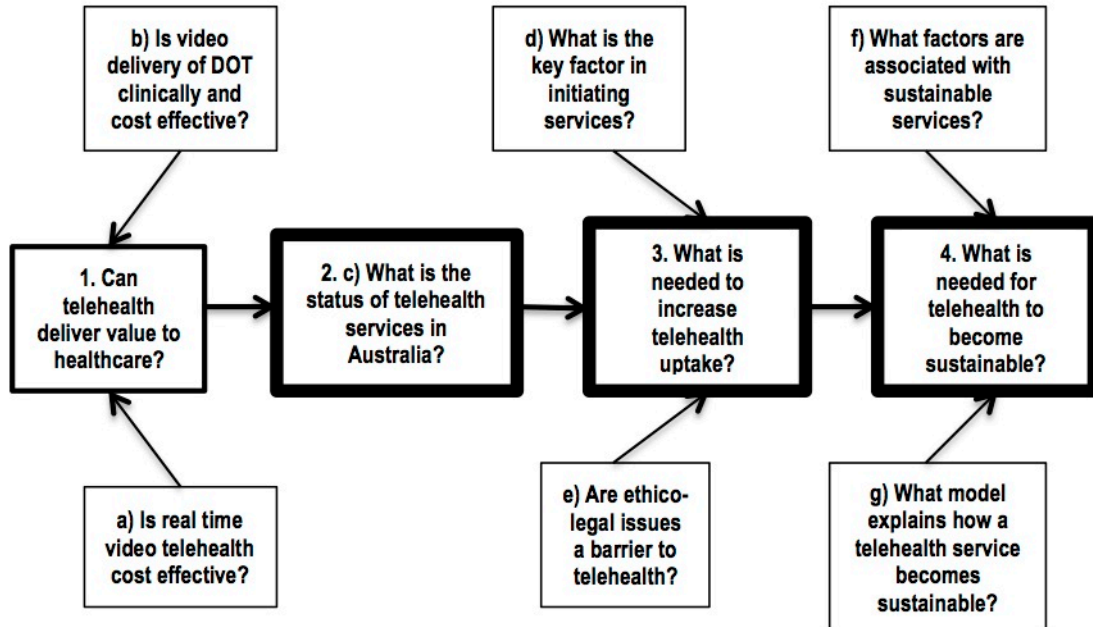 b) Is video
delivery of DOT
clinically and
cost effective?
d) What is the
key factor in
initiating
services?
f) What factors are
associated with
sustainable
services?
1. Can
telehealth
deliver value to
healthcare?
2. c) What is the
status of telehealth
services in
Australia?
3. What is
needed to
increase
telehealth
uptake?
4. What is
needed for
telehealth to
become
sustainable?
a) Is real time
video telehealth
cost effective?
e) Are ethico-
legal issues
a barrier to
telehealth?
g) What model
explains how a
telehealth service
becomes
sustainable?